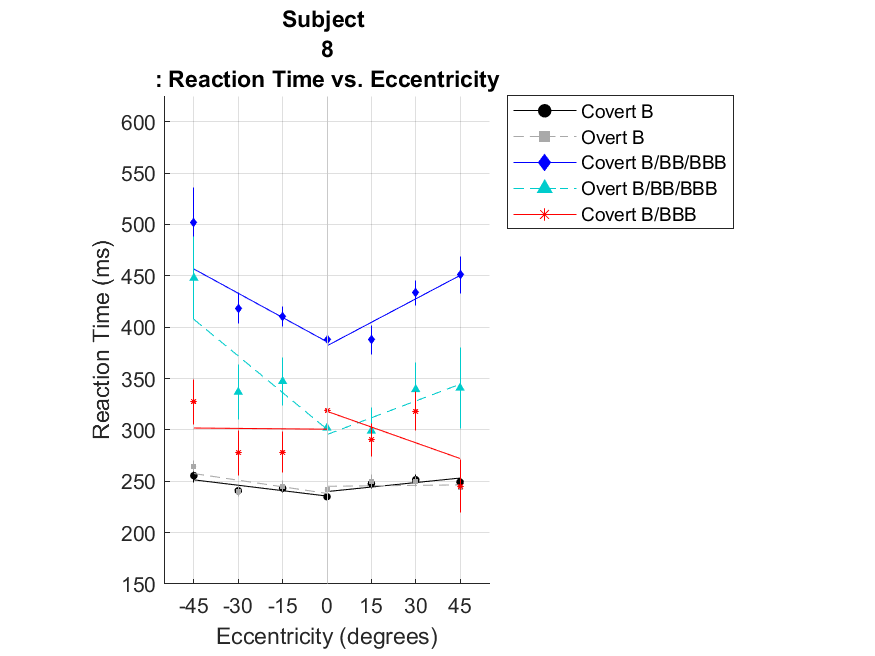 Subject
8
: Reaction Time vs. Eccentricity
Covert B
Overt B
Covert B/BB/BBB
Overt B/BB/BBB
Covert B/BBB
Reaction Time (ms)
600
550
500
450
400
350
300
250
200
150
-45 -30 -15 0 15 30 45
Eccentricity (degrees)